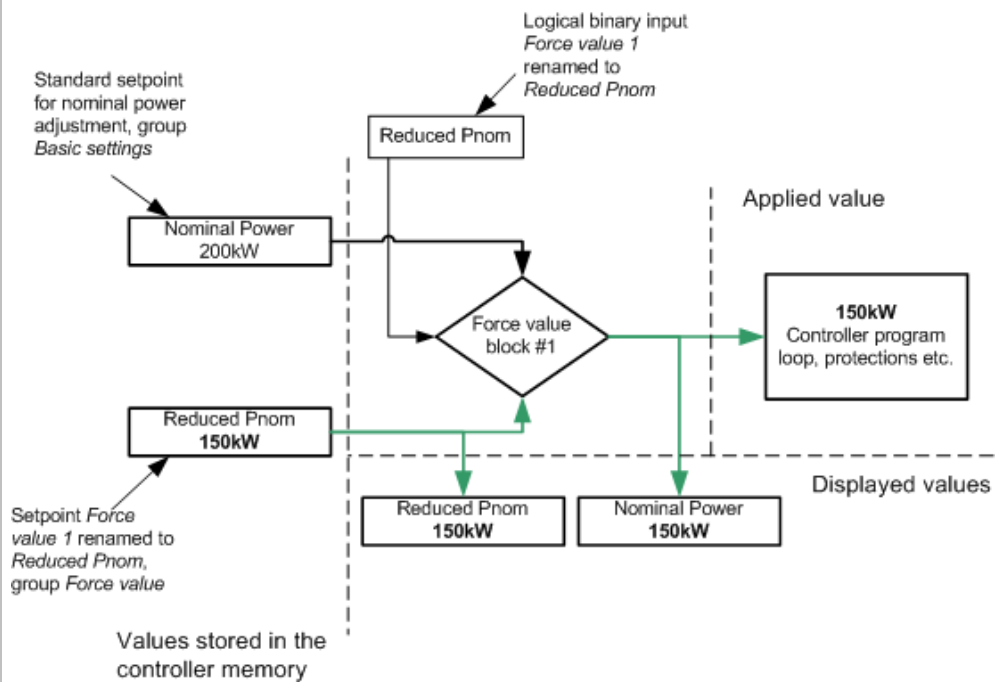 Logical binary input
Force value 1
renamed to
Reduced Pnom
Standard setpoint
for nominal power
adjustment, group
Basic settings
Reduced Pnom
Applied value
Nominal Power
200kW
Force value
block #1
150kW
Controller program
loop, protections etc.
Reduced Pnom
150kW
Displayed values
Reduced Pnom
150kW
Nominal Power
150kW
Setpoint Force
value 1 renamed to
Reduced Pnom,
group Force value
Values stored in the
controller memory